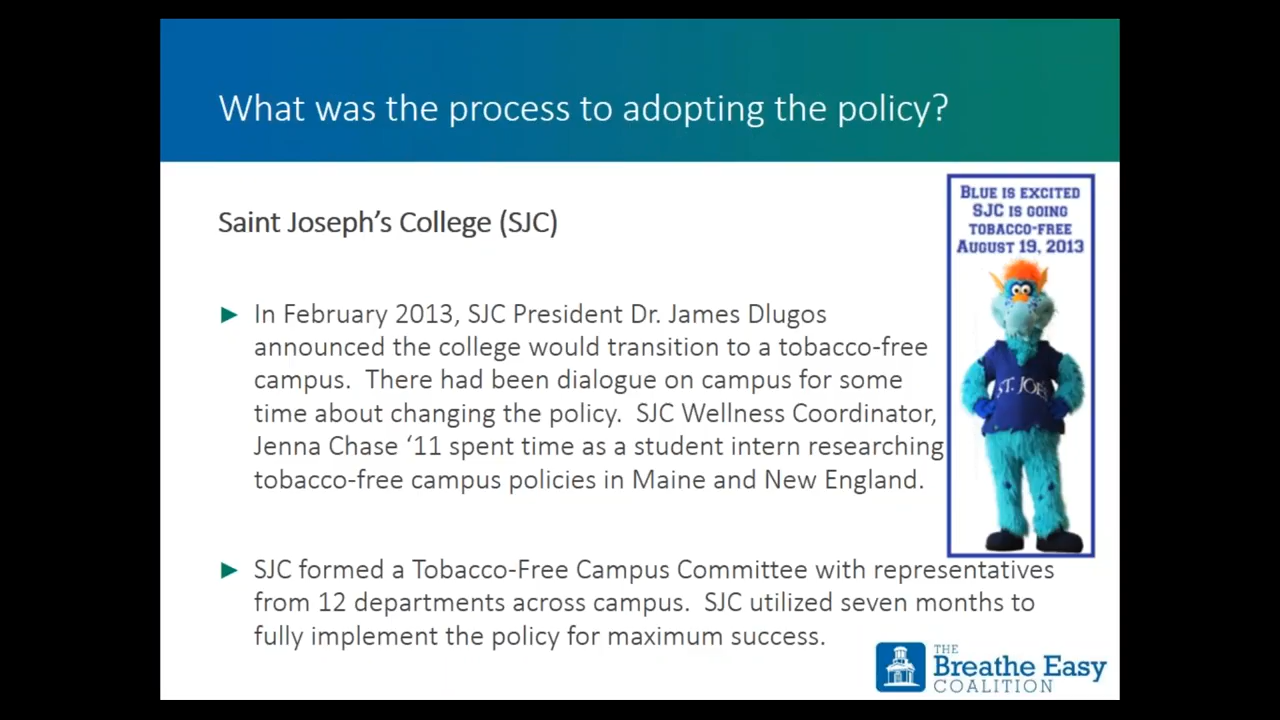 What was the process to adopting the policy?
Saint Joseph’s College (SJC)
► In February 2013, SJC President Dr. James Dlugos
announced the college would transition to a tobacco-free
campus.  There had been dialogue on campus for some
time about changing the policy.  SJC Wellness Coordinator,
Jenna Chase ‘11 spent time as a student intern researching
tobacco-free campus policies in Maine and New England.
► SJC formed a Tobacco-Free Campus Committee with representatives
from 12 departments across campus.  SJC utilized seven months to
fully implement the policy for maximum success.
BLUE IS EXCITED
SJC IS GOING
TOBACCO-FREE
AUGUST 19, 2013
ST. JOE'S
THE
Breathe Easy
COALITION